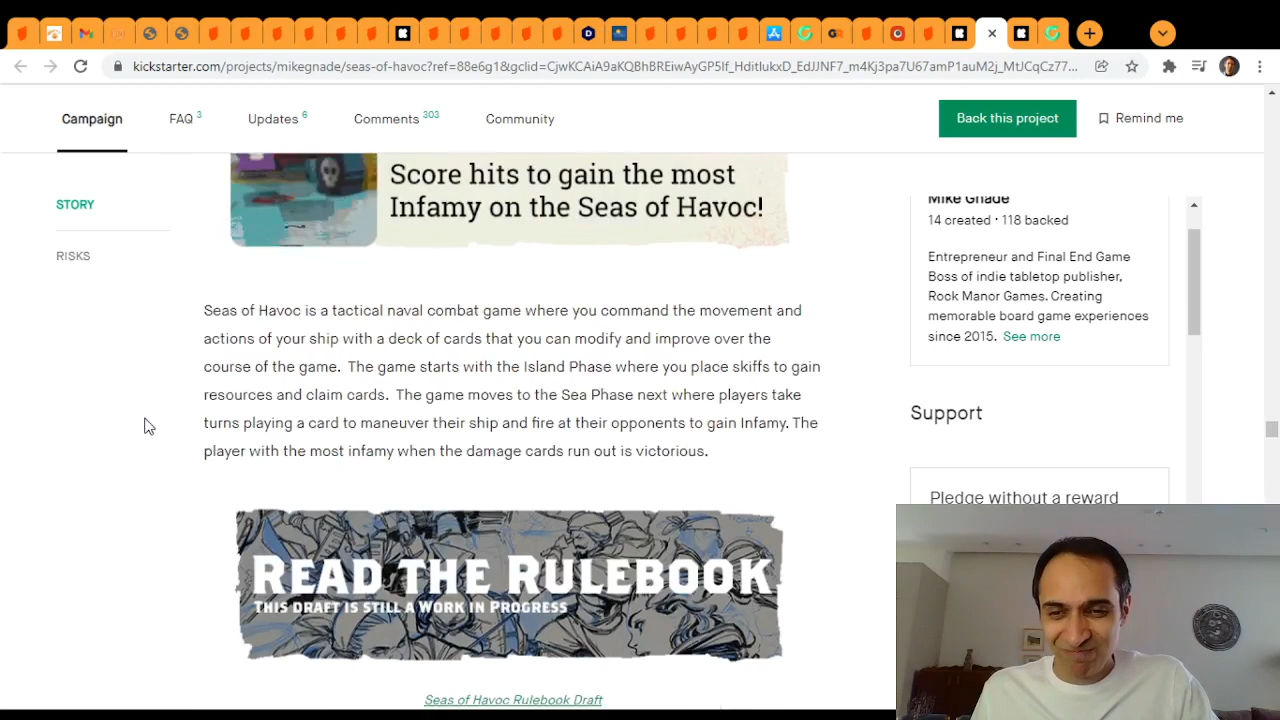 kickstarter.com/projects/mikegnade/seas-of-havoc?ref=88e6g1&gclid=CjwKCAiA9aKQBhBREiwAyGP5lf_HditIukxD_EdJJNF7_m4Kj3pa7U67amP1auM2j_MtJCqCz77...
Campaign
FAQ 3
Updates 6
Comments 303
Community
Back this project
Remind me
STORY
RISKS
Score hits to gain the most
Infamy on the Seas of Havoc!
Seas of Havoc is a tactical naval combat game where you command the movement and
actions of your ship with a deck of cards that you can modify and improve over the
course of the game.  The game starts with the Island Phase where you place skiffs to gain
resources and claim cards.  The game moves to the Sea Phase next where players take
turns playing a card to maneuver their ship and fire at their opponents to gain Infamy. The
player with the most infamy when the damage cards run out is victorious.
READ THE RULEBOOK
THIS DRAFT IS STILL A WORK IN PROGRESS
Seas of Havoc Rulebook Draft
Mike Gnade
14 created · 118 backed
Entrepreneur and Final End Game
Boss of indie tabletop publisher,
Rock Manor Games. Creating
memorable board game experiences
since 2015. See more
Support
Pledge without a reward